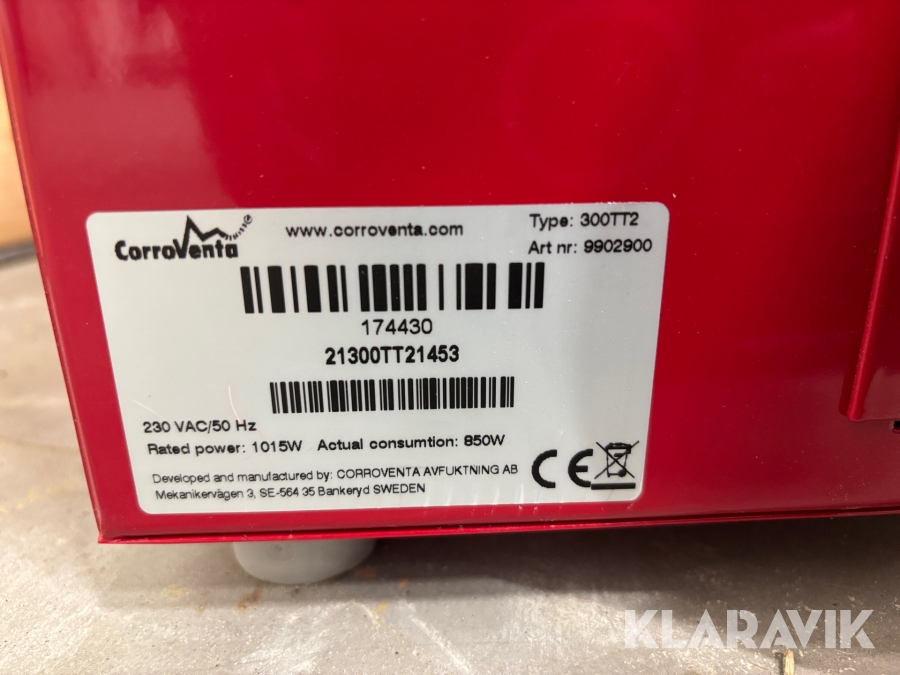 CorroVenta®
www.corroventa.com
Type: 300TT2
Art nr: 9902900
174430
21300TT21453
230 VAC/50 Hz
Rated power: 1015W Actual consumtion: 850W
Developed and manufactured by: CORROVENTA AVFUKTNING AB
Mekanikervägen 3, SE-564 35 Bankeryd SWEDEN
CE
KLARAVIK